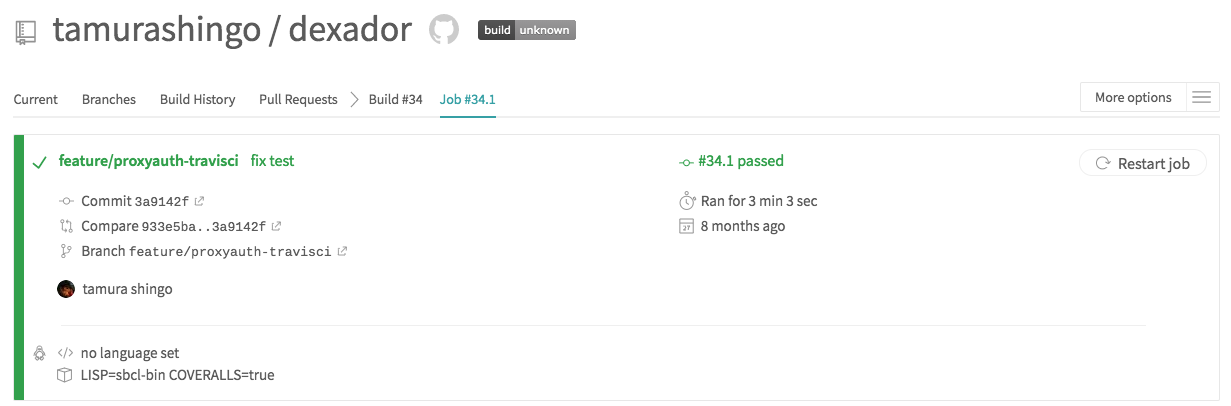 tamurashingo / dexador build unknown
Current Branches Build History Pull Requests Build #34 Job #34.1 More options
feature/proxyauth-travisci fix test #34.1 passed Restart job
Commit 3a9142f Ran for 3 min 3 sec
Compare 933e5ba..3a9142f 27 8 months ago
Branch feature/proxyauth-travisci
tamura shingo
</> no language set
LISP=sbcl-bin COVERALLS=true